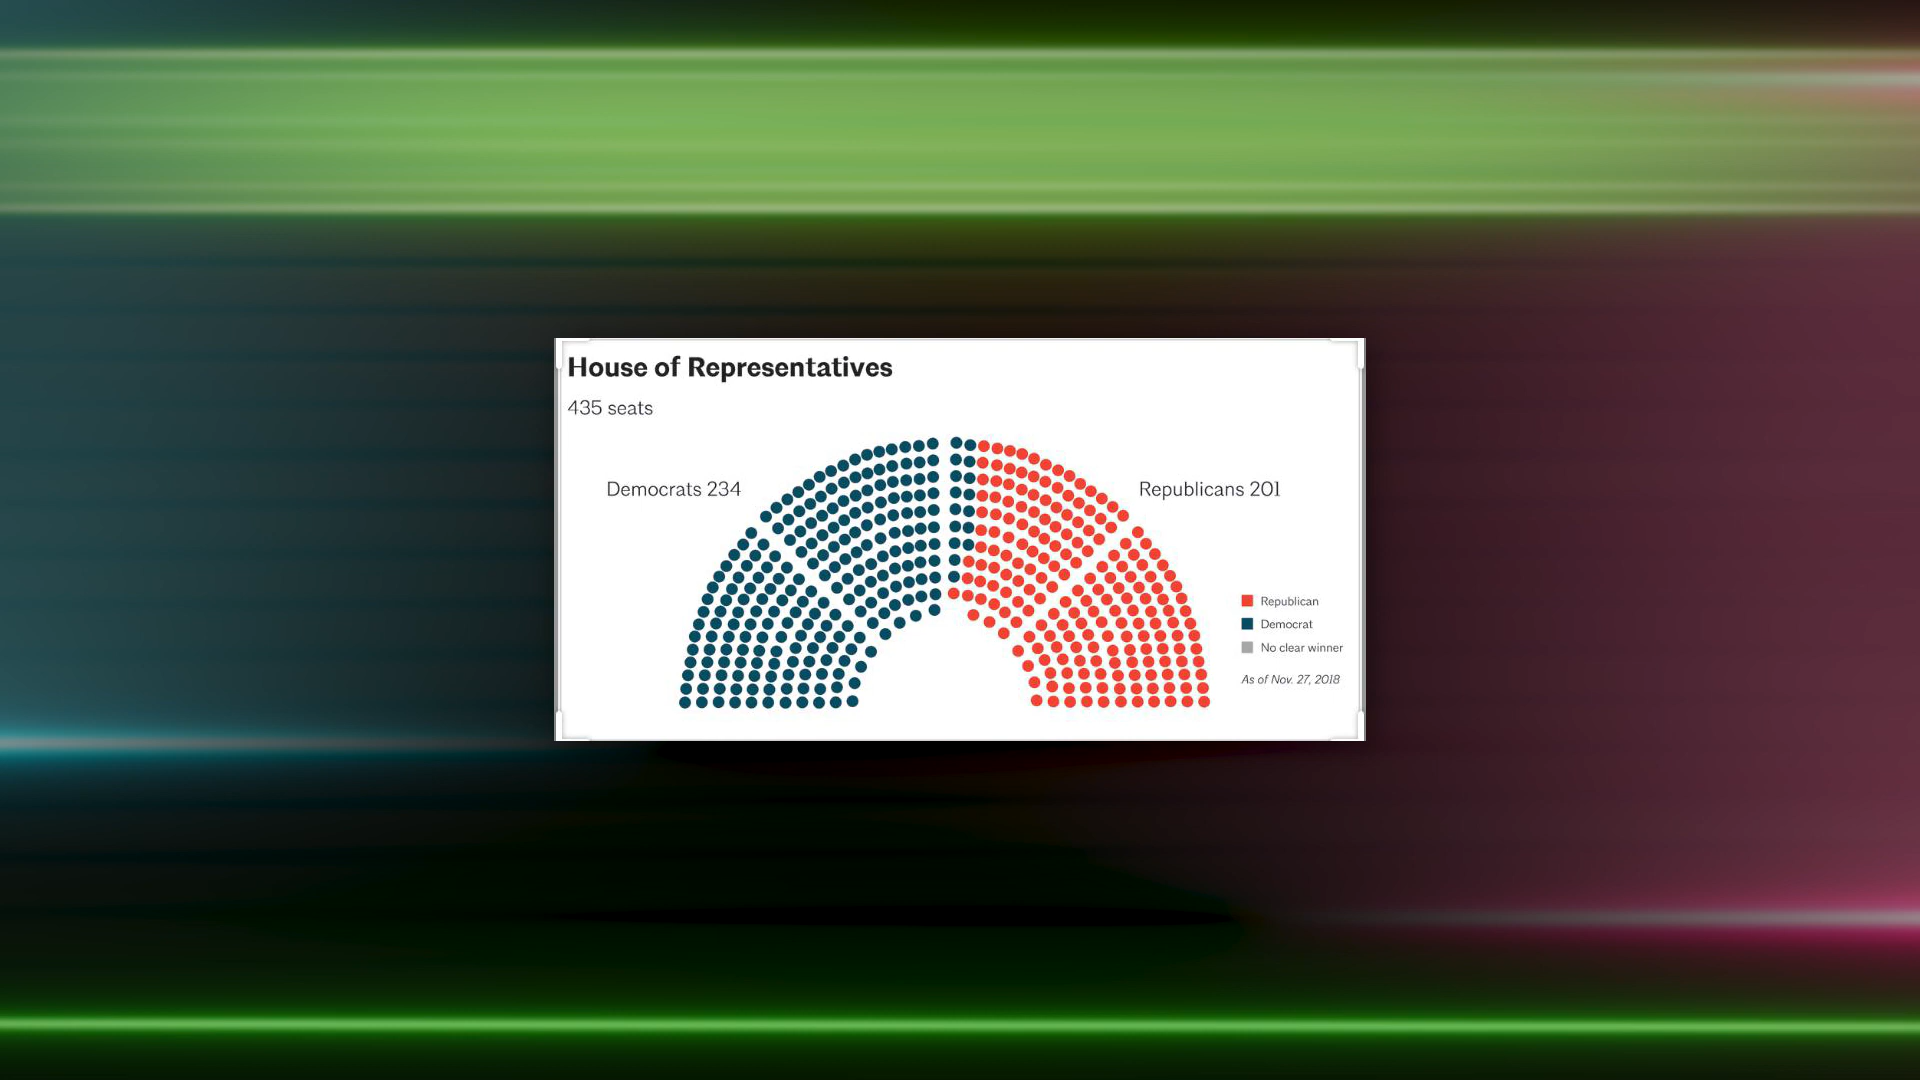 House of Representatives
435 seats
Democrats 234
Republicans 201
Republican
Democrat
No clear winner
As of Nov. 27, 2018